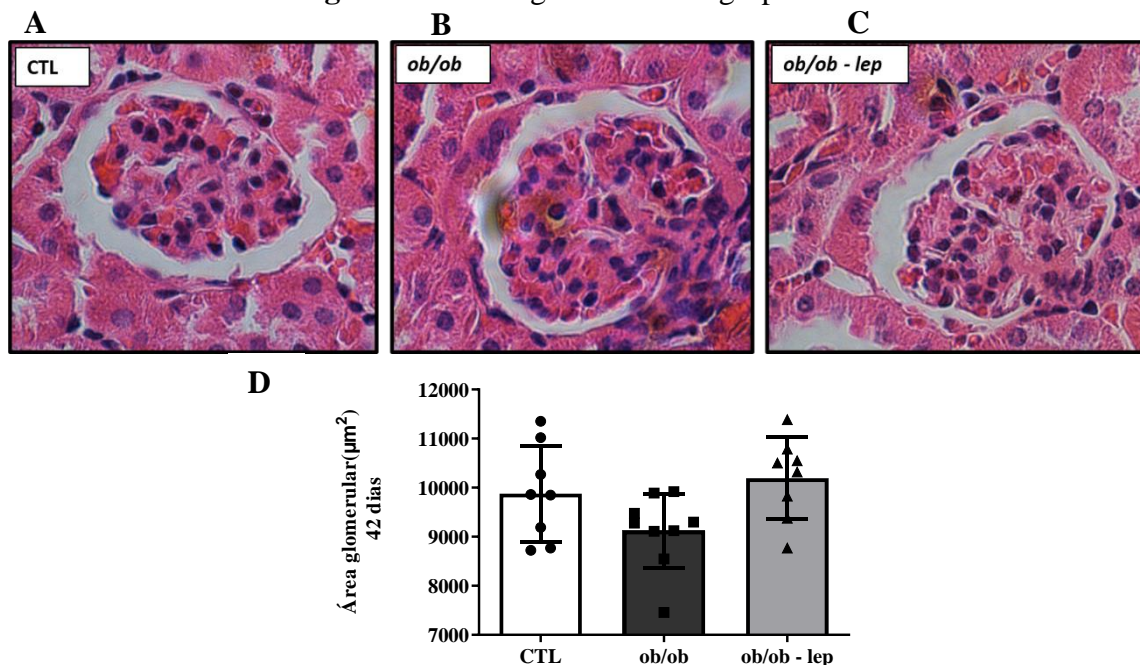 A B C
CTL
ob/ob
ob/ob - lep
D
Área glomerular(µm²)
42 dias
12000
11000
10000
9000
8000
7000
CTL ob/ob ob/ob - lep